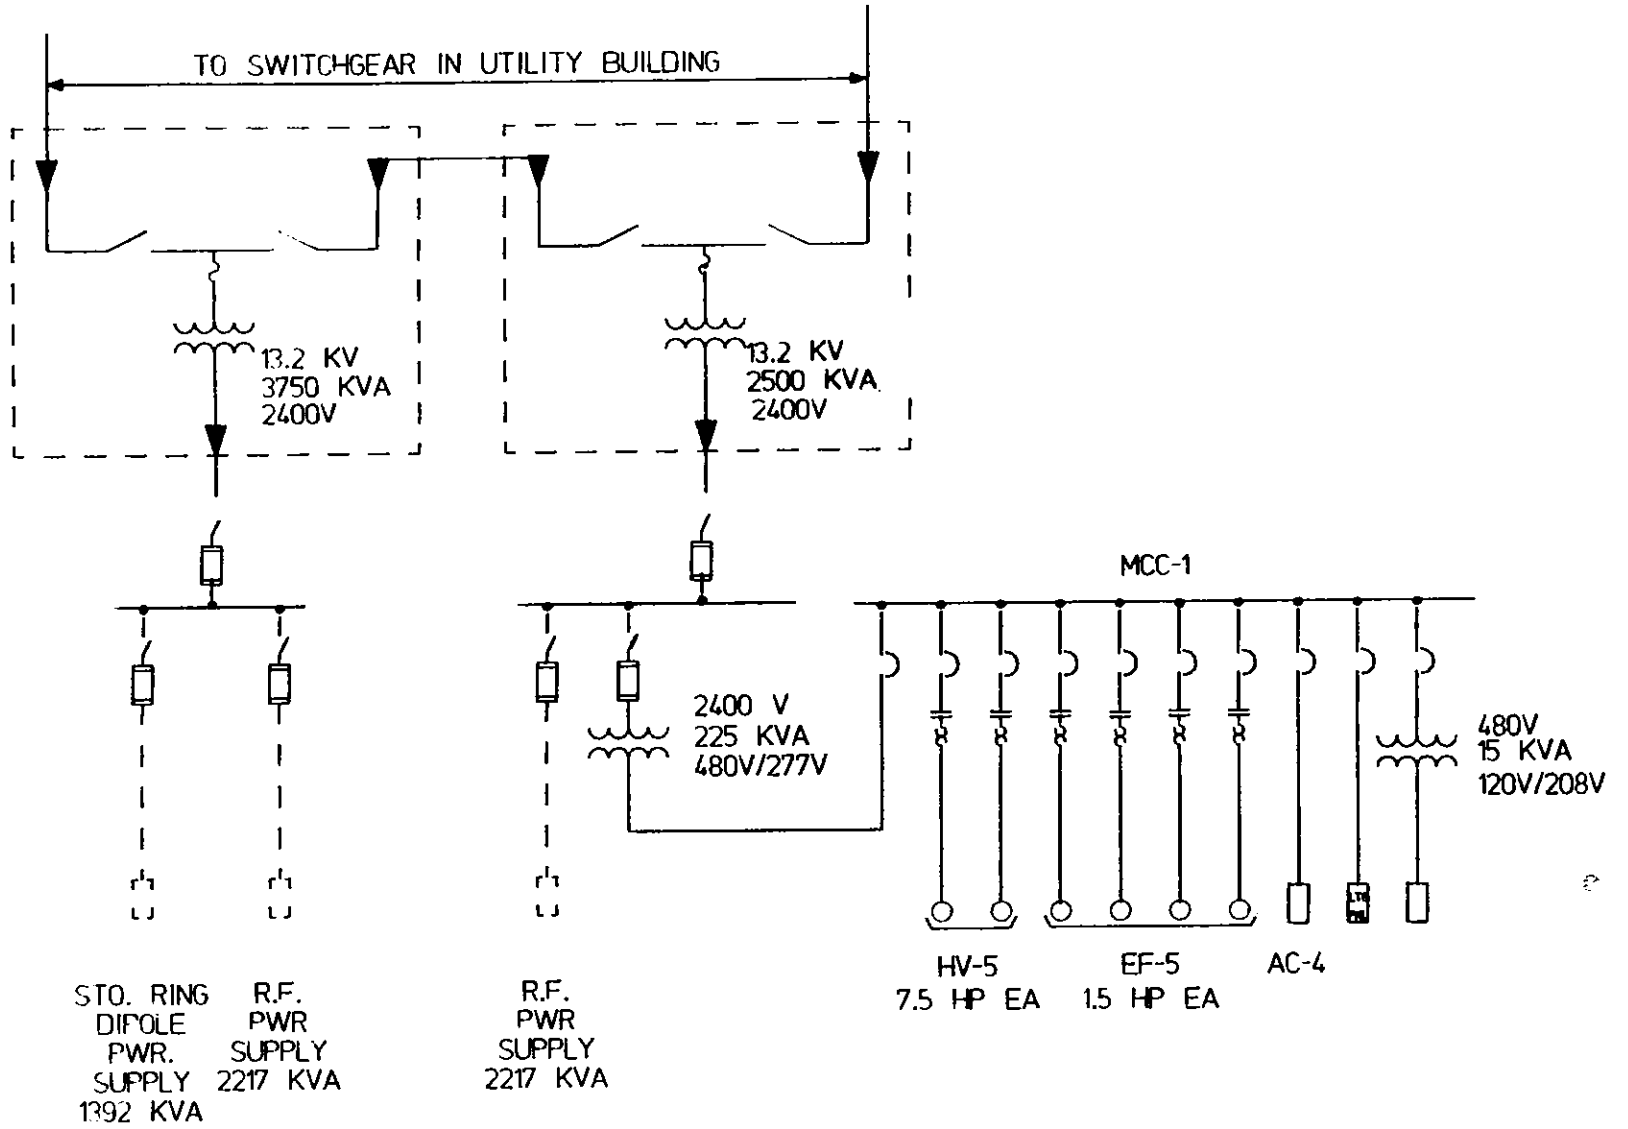 TO SWITCHGEAR IN UTILITY BUILDING
13.2 KV
3750 KVA
2400V
13.2 KV
2500 KVA
2400V
MCC-1
2400 V
225 KVA
480V/277V
480V
15 KVA
120V/208V
HV-5
7.5 HP EA
EF-5
1.5 HP EA
AC-4
STO. RING
DIPOLE
PWR.
SUPPLY
1392 KVA
R.F.
PWR
SUPPLY
2217 KVA
R.F.
PWR
SUPPLY
2217 KVA